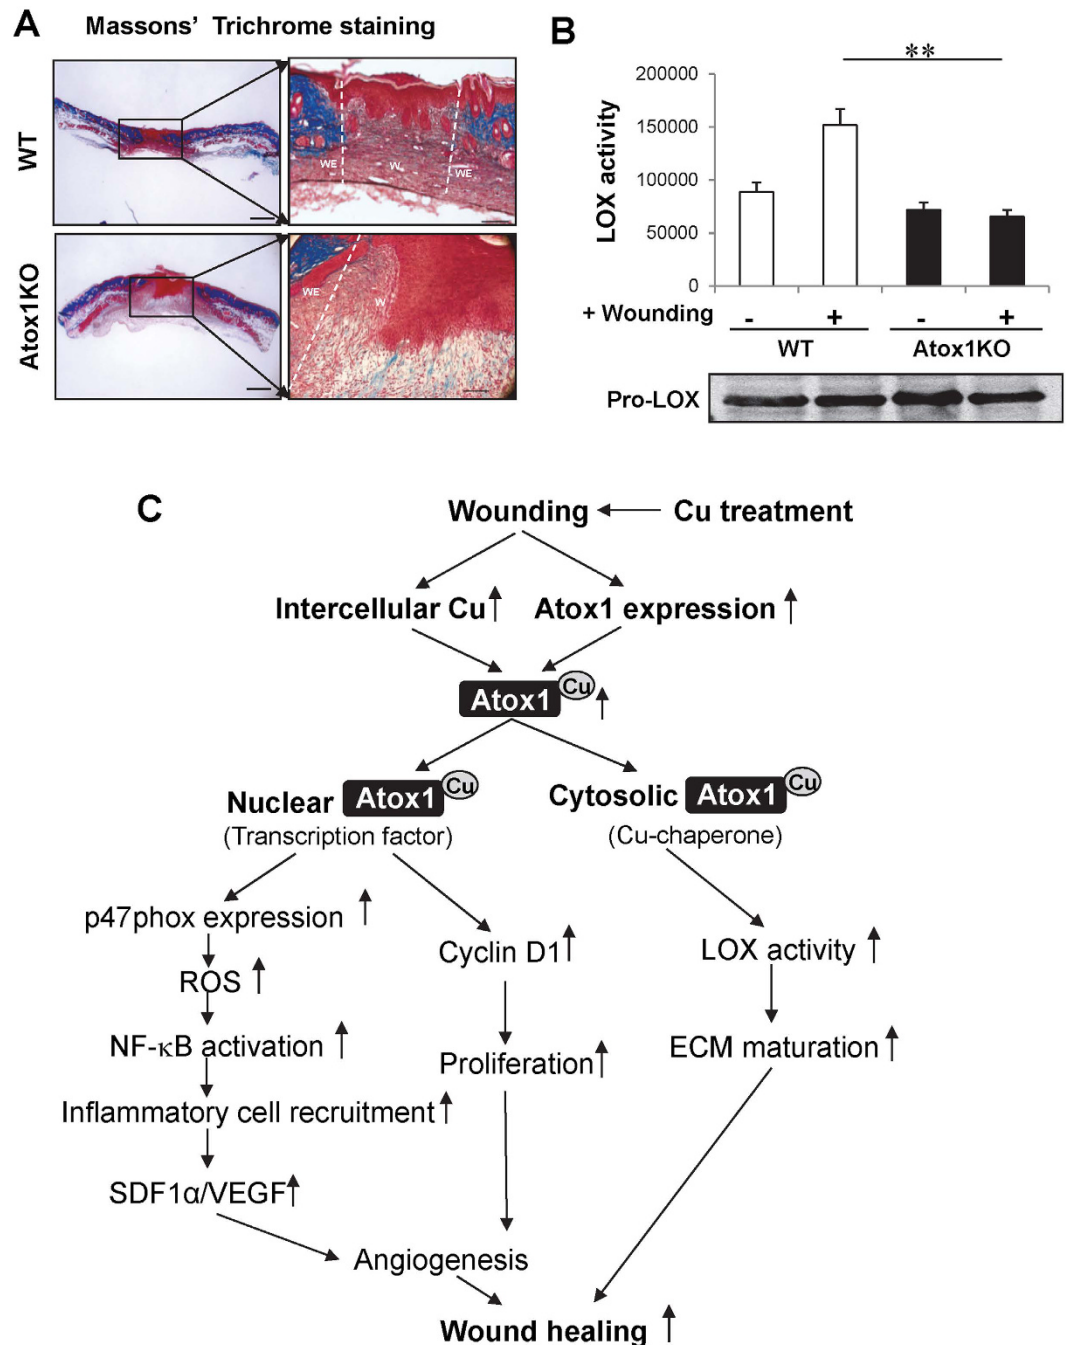 A
Massons' Trichrome staining
WT
WE
W
WE
Atox1KO
WE
W
B
**
LOX activity
200000
150000
100000
50000
0
+ Wounding - + - +
WT Atox1KO
Pro-LOX
C
Wounding ← Cu treatment
Intercellular Cu↑ Atox1 expression ↑
Atox1 Cu ↑
Nuclear Atox1 Cu Cytosolic Atox1 Cu
(Transcription factor) (Cu-chaperone)
p47phox expression ↑
Cyclin D1↑ LOX activity ↑
ROS ↑
NF-κB activation ↑ ECM maturation↑
Proliferation↑
Inflammatory cell recruitment↑
SDF1α/VEGF↑
Angiogenesis
Wound healing ↑